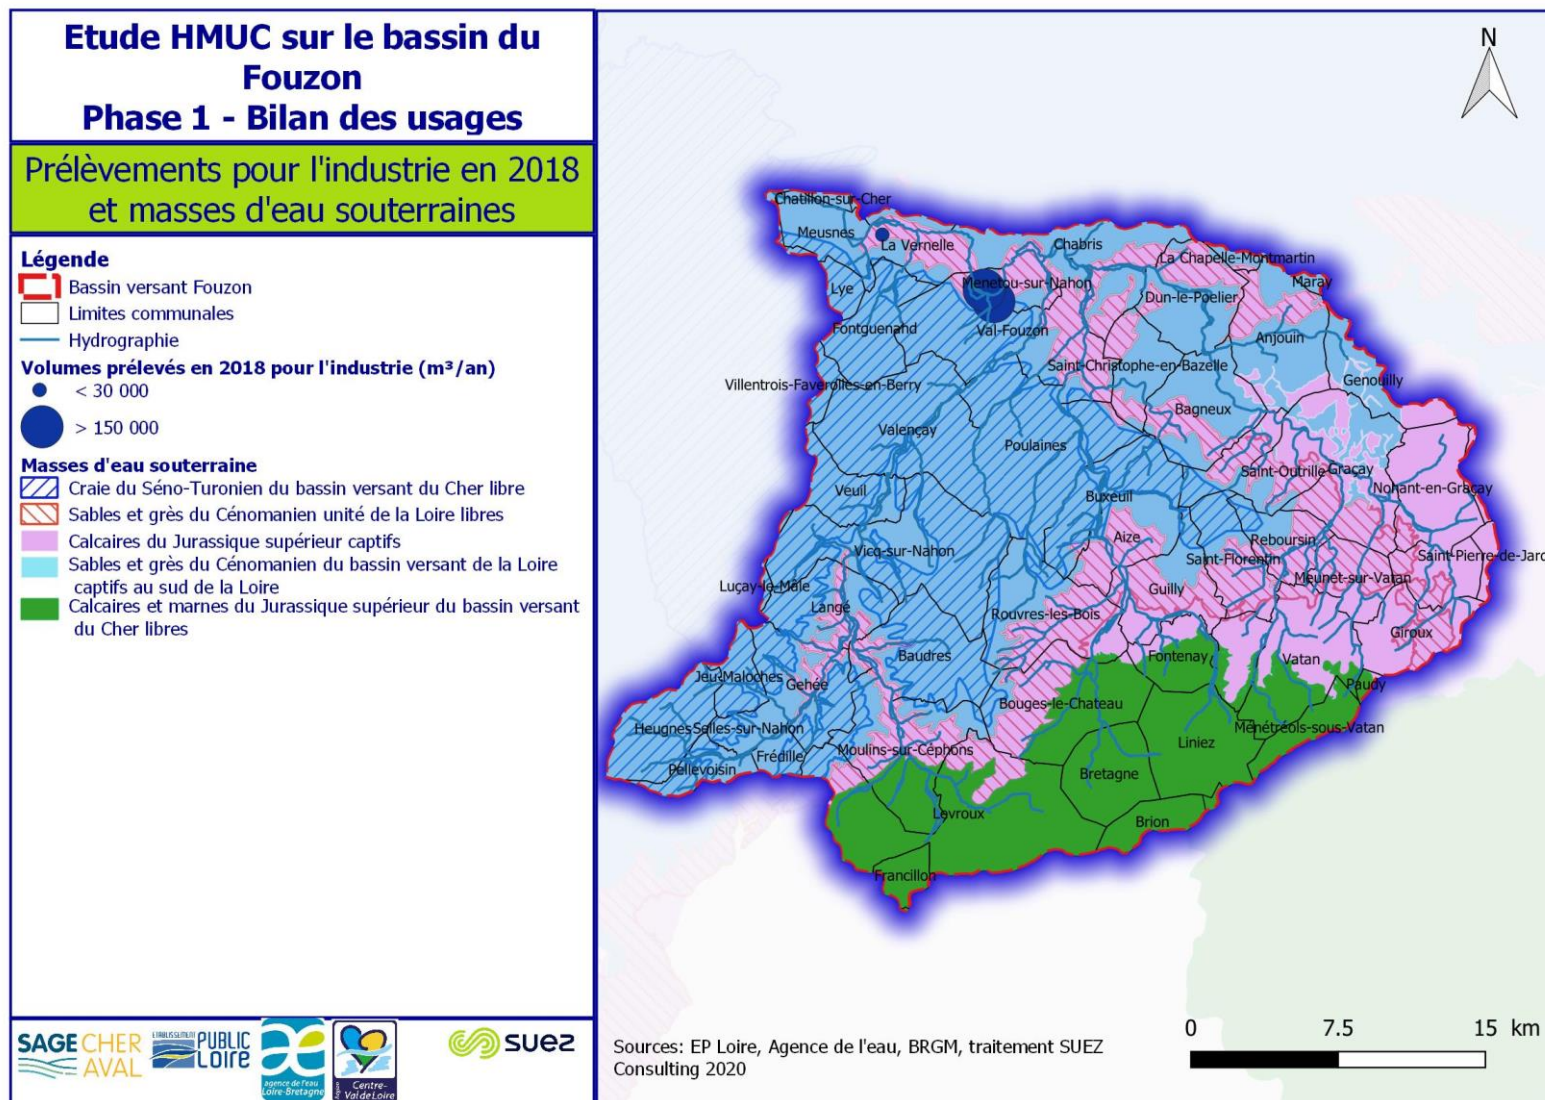 Etude HMUC sur le bassin du
Fouzon
Phase 1 - Bilan des usages
Prélèvements pour l'industrie en 2018
et masses d'eau souterraines
Légende
Bassin versant Fouzon
Limites communales
Hydrographie
Volumes prélevés en 2018 pour l'industrie (m³/an)
< 30 000
> 150 000
Masses d'eau souterraine
Craie du Séno-Turonien du bassin versant du Cher libre
Sables et grès du Cénomanien unité de la Loire libres
Calcaires du Jurassique supérieur captifs
Sables et grès du Cénomanien du bassin versant de la Loire
captifs au sud de la Loire
Calcaires et marnes du Jurassique supérieur du bassin versant
du Cher libres
SAGE CHER
AVAL
ETABLISSEMENT PUBLIC
LOIRE
agence de l'eau
Loire-Bretagne
Région
Centre-
Val de Loire
suez
N
Chatillon-sur-Cher
Meusnes
La Vernelle
Chabris
La Chapelle-Montmartin
Lye
Menetou-sur-Nahon
Maray
Dun-le-Poelier
Fontguenand
Val-Fouzon
Anjouin
Saint-Christophe-en-Bazelle
Villentrois-Faverolles-en-Berry
Genouilly
Bagneux
Valençay
Poulaines
Saint-Outrille
Graçay
Nohant-en-Graçay
Veuil
Buxeuil
Aize
Reboursin
Vicq-sur-Nahon
Saint-Florentin
Saint-Pierre-de-Jard
Luçay-le-Mâle
Meunet-sur-Vatan
Langé
Guilly
Rouvres-les-Bois
Giroux
Baudres
Fontenay
Vatan
Jeu-Maloches
Gehée
Paudy
Bouges-le-Chateau
Heugnes
Selles-sur-Nahon
Ménétréols-sous-Vatan
Moulins-sur-Céphons
Liniez
Frédille
Pellevoisin
Bretagne
Levroux
Brion
Francillon
Sources: EP Loire, Agence de l'eau, BRGM, traitement SUEZ
Consulting 2020
0 7.5 15 km